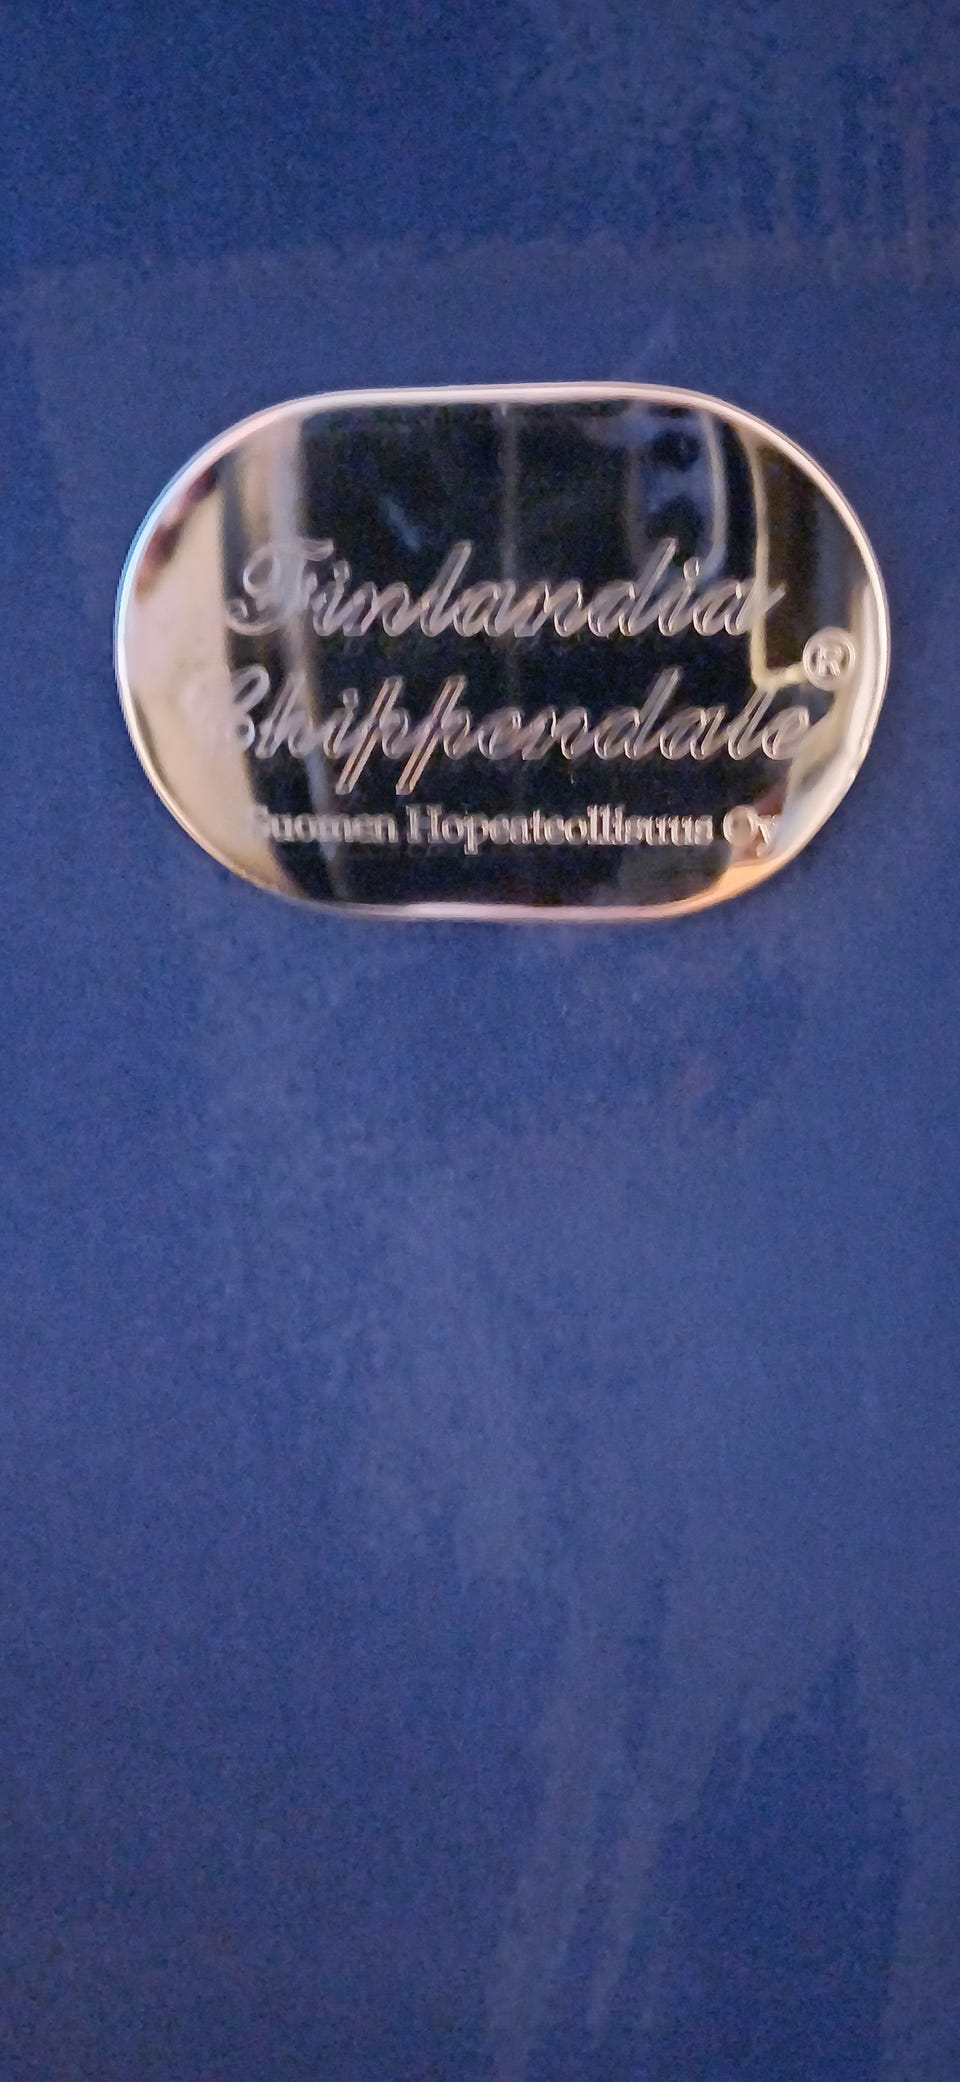 Finlandia
Chippendale®
Suomen Hopeateollisuus Oy